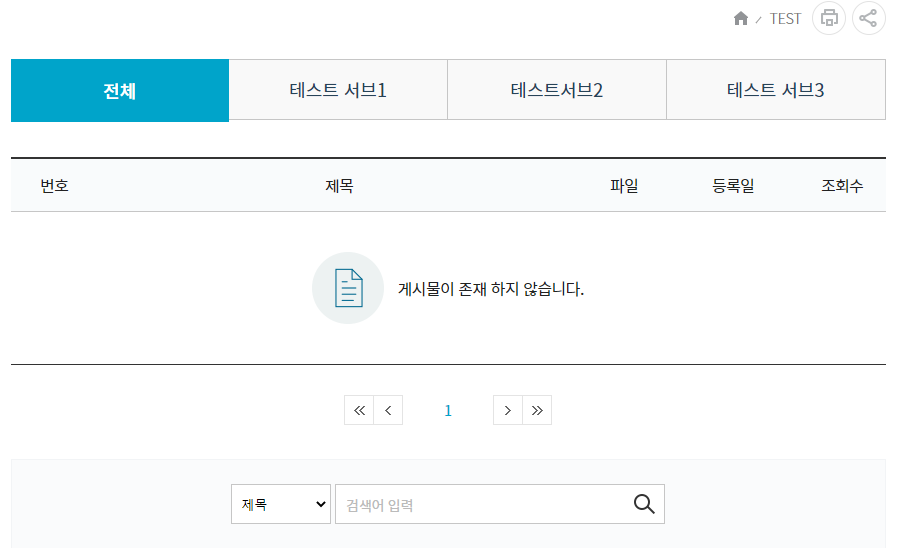 TEST
전체 테스트 서브1 테스트서브2 테스트 서브3
번호 제목 파일 등록일 조회수
게시물이 존재 하지 않습니다.
1
제목 검색어 입력